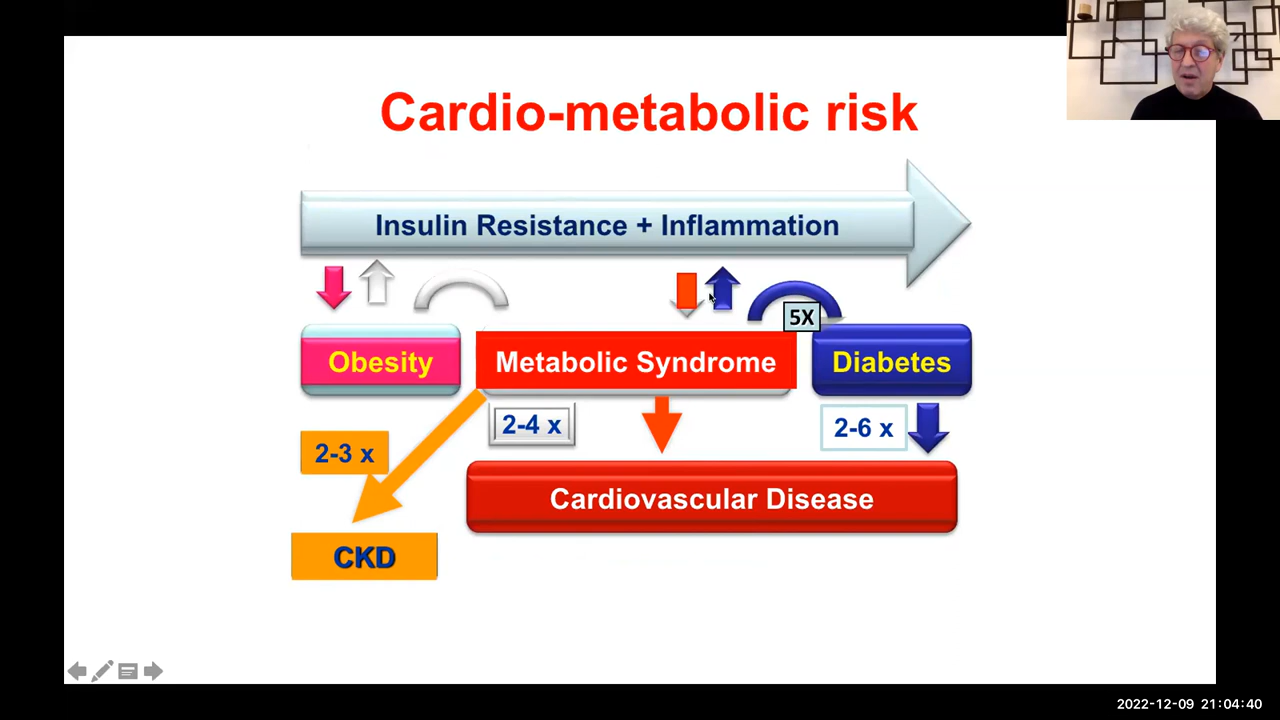 Cardio-metabolic risk
Insulin Resistance + Inflammation
5X
Obesity
Metabolic Syndrome
Diabetes
2-3 x
2-4 x
2-6 x
Cardiovascular Disease
CKD
2022-12-09 21:04:40